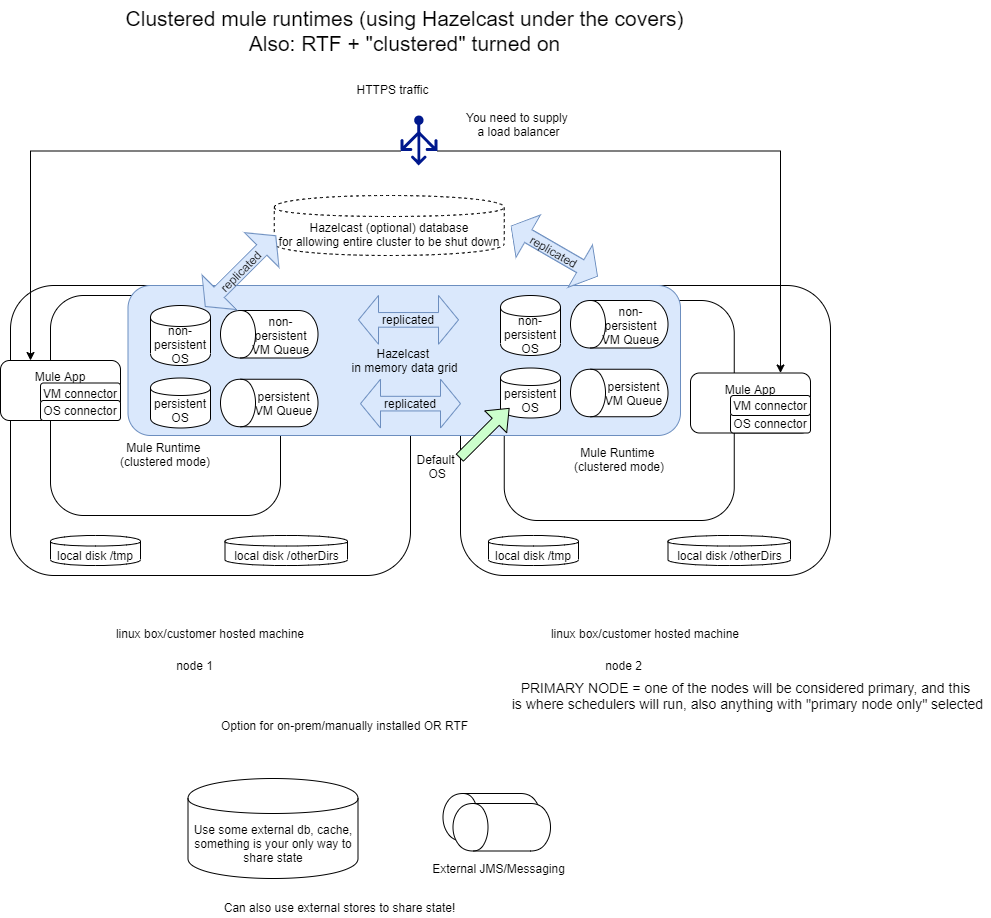 Clustered mule runtimes (using Hazelcast under the covers)
Also: RTF + "clustered" turned on
HTTPS traffic
You need to supply
a load balancer
Hazelcast (optional) database
for allowing entire cluster to be shut down
replicated
replicated
non-
persistent
OS
non-
persistent
VM Queue
replicated
non-
persistent
OS
non-
persistent
VM Queue
Hazelcast
in memory data grid
Mule App
VM connector
OS connector
persistent
OS
persistent
VM Queue
replicated
persistent
OS
persistent
VM Queue
Mule App
VM connector
OS connector
Mule Runtime
(clustered mode)
Default
OS
Mule Runtime
(clustered mode)
local disk /tmp
local disk /otherDirs
local disk /tmp
local disk /otherDirs
linux box/customer hosted machine
linux box/customer hosted machine
node 1
node 2
PRIMARY NODE = one of the nodes will be considered primary, and this
is where schedulers will run, also anything with "primary node only" selected
Option for on-prem/manually installed OR RTF
Use some external db, cache,
something is your only way to
share state
External JMS/Messaging
Can also use external stores to share state!